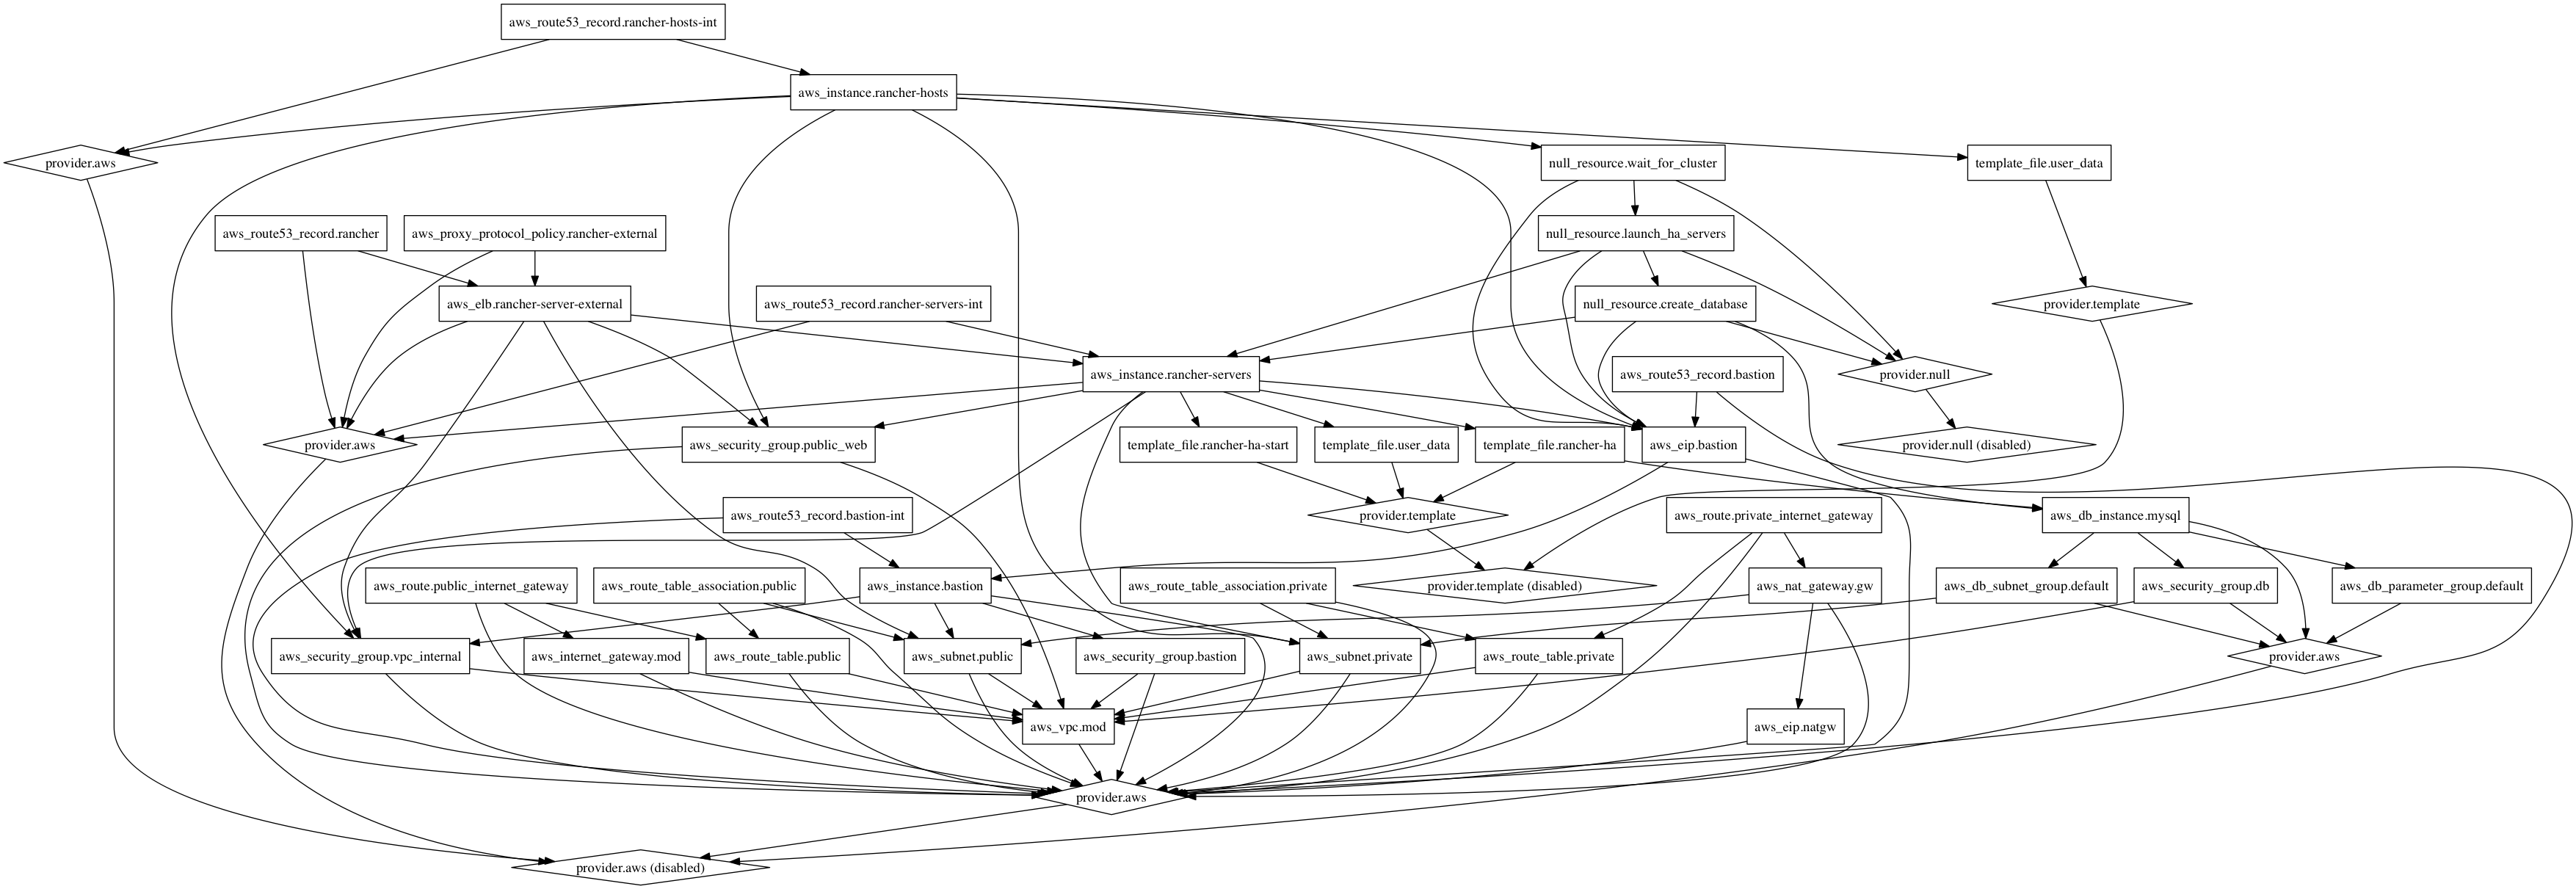 aws_route53_record.rancher-hosts-int
aws_instance.rancher-hosts
provider.aws
null_resource.wait_for_cluster
template_file.user_data
aws_route53_record.rancher
aws_proxy_protocol_policy.rancher-external
null_resource.launch_ha_servers
aws_elb.rancher-server-external
aws_route53_record.rancher-servers-int
null_resource.create_database
provider.template
aws_instance.rancher-servers
aws_route53_record.bastion
provider.null
provider.aws
aws_security_group.public_web
template_file.rancher-ha-start
template_file.user_data
template_file.rancher-ha
aws_eip.bastion
provider.null (disabled)
aws_route53_record.bastion-int
provider.template
aws_route.private_internet_gateway
aws_db_instance.mysql
aws_route.public_internet_gateway
aws_route_table_association.public
aws_instance.bastion
aws_route_table_association.private
provider.template (disabled)
aws_nat_gateway.gw
aws_db_subnet_group.default
aws_security_group.db
aws_db_parameter_group.default
aws_security_group.vpc_internal
aws_internet_gateway.mod
aws_route_table.public
aws_subnet.public
aws_security_group.bastion
aws_subnet.private
aws_route_table.private
provider.aws
aws_vpc.mod
aws_eip.natgw
provider.aws
provider.aws (disabled)